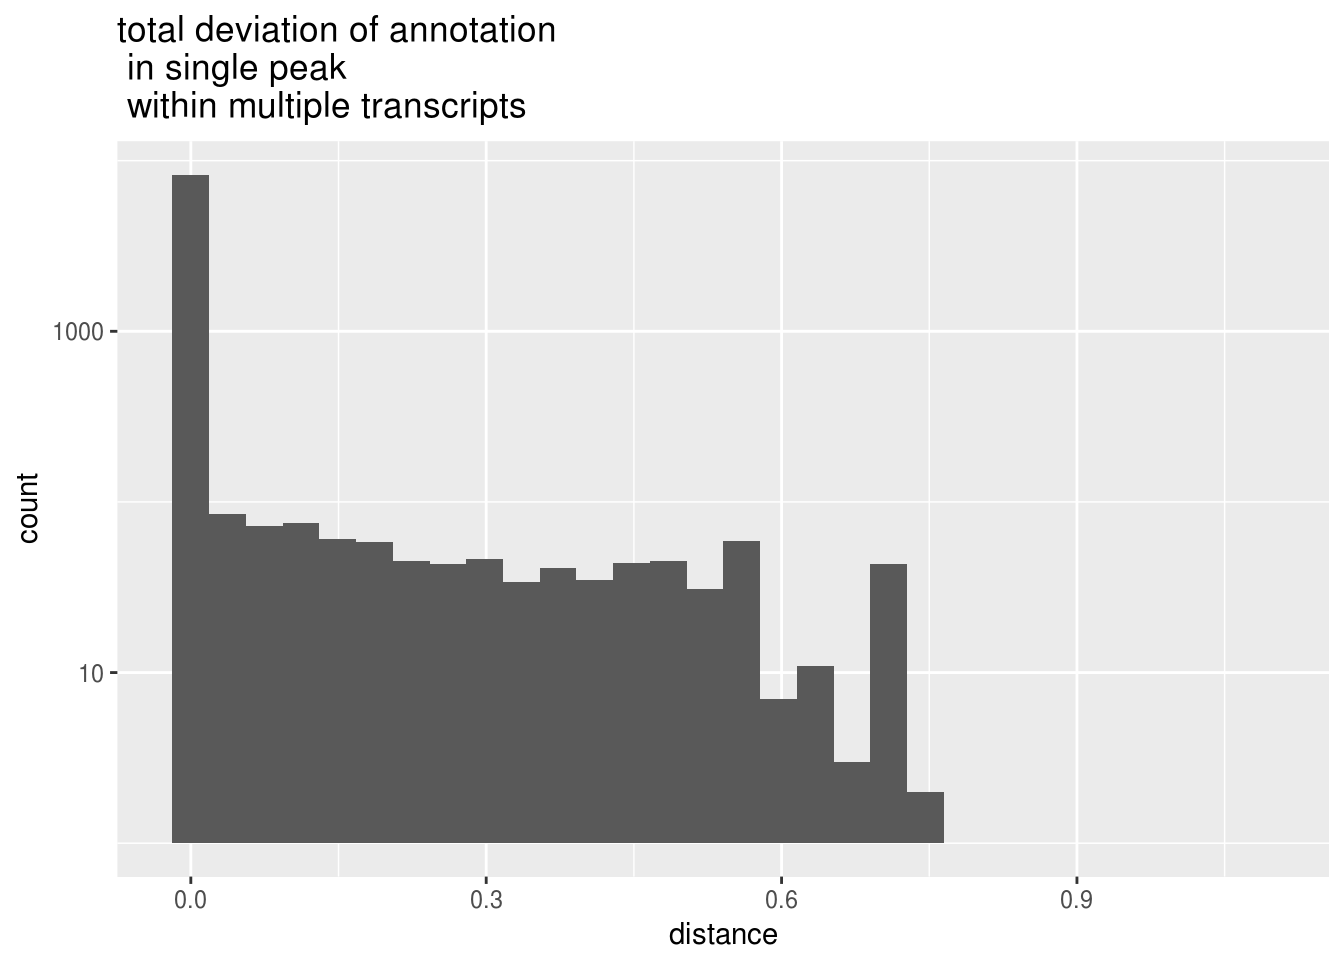 total deviation of annotation
in single peak
within multiple transcripts
count
1000
10
0.0
0.3
0.6
0.9
distance